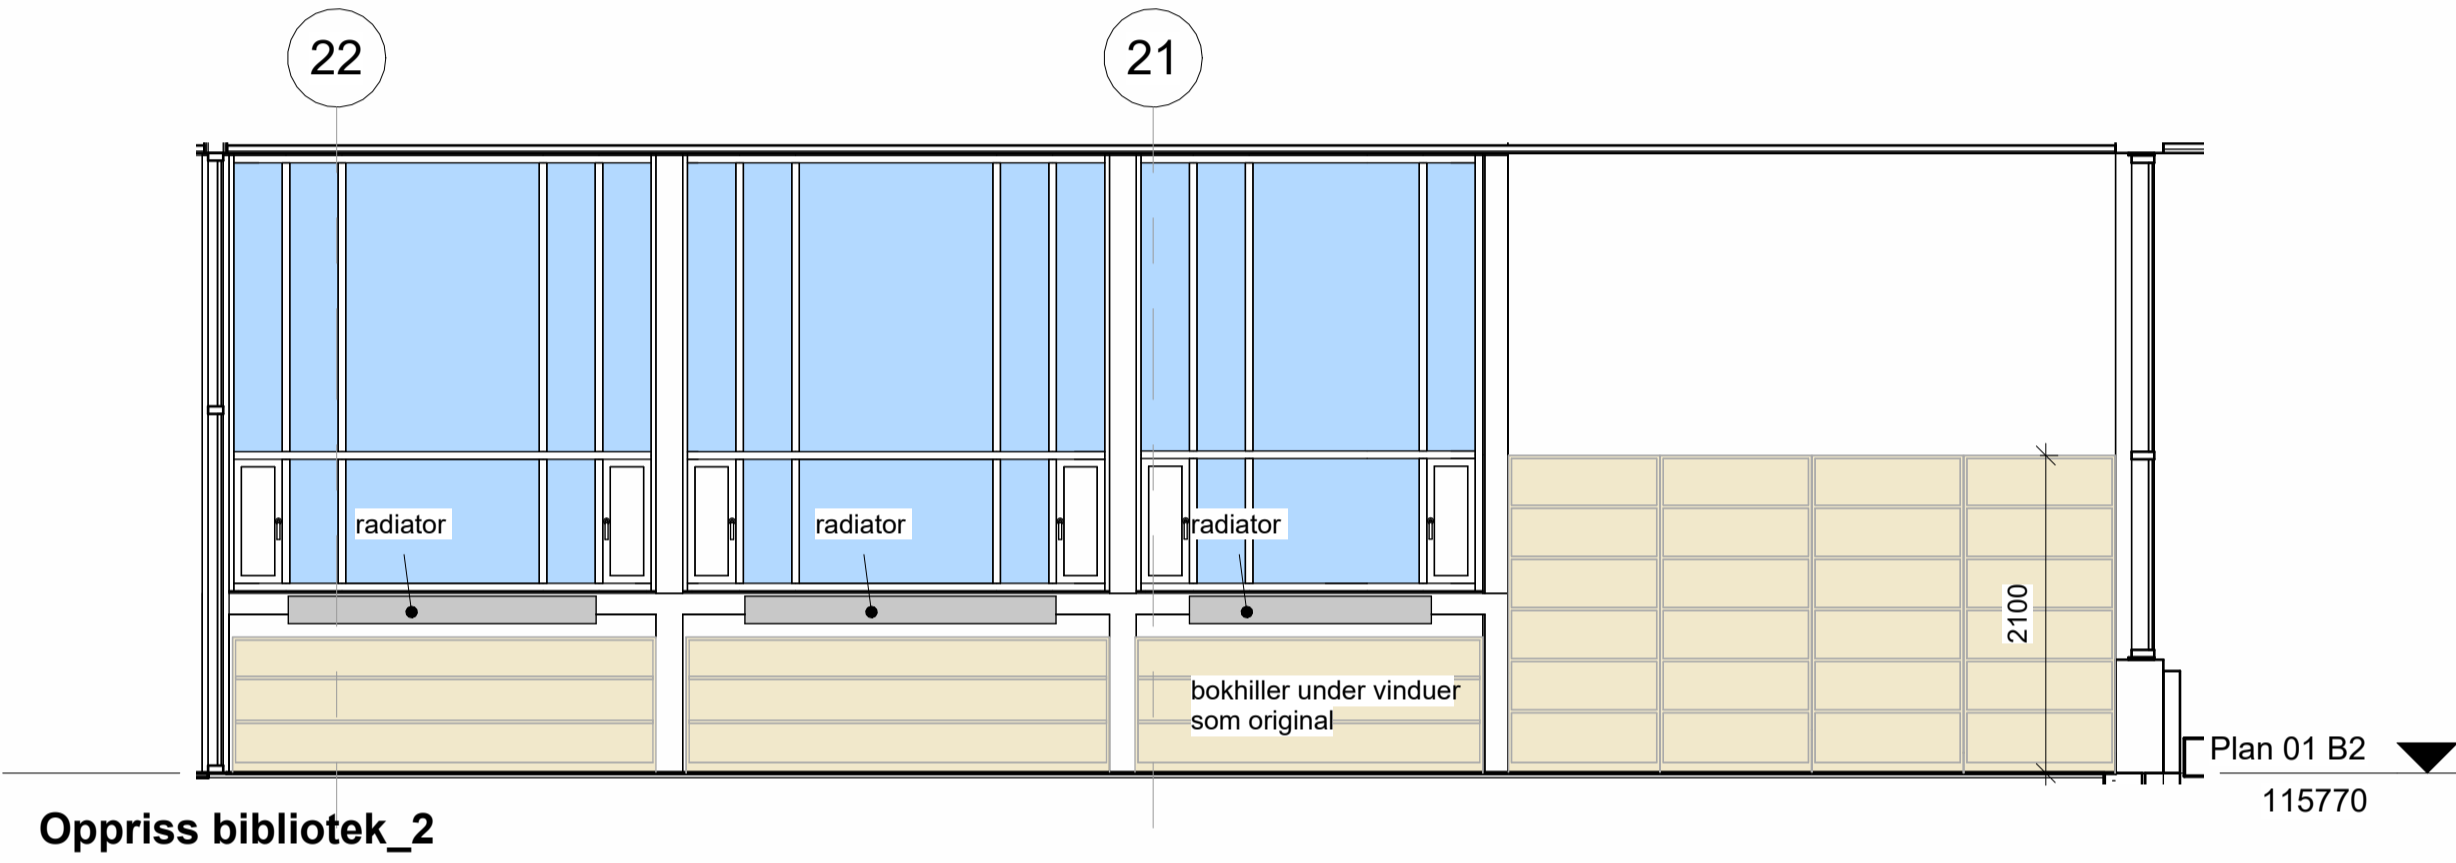 22
21
radiator
radiator
radiator
bokhiller under vinduer
som original
2100
Plan 01 B2
115770
Oppriss bibliotek_2